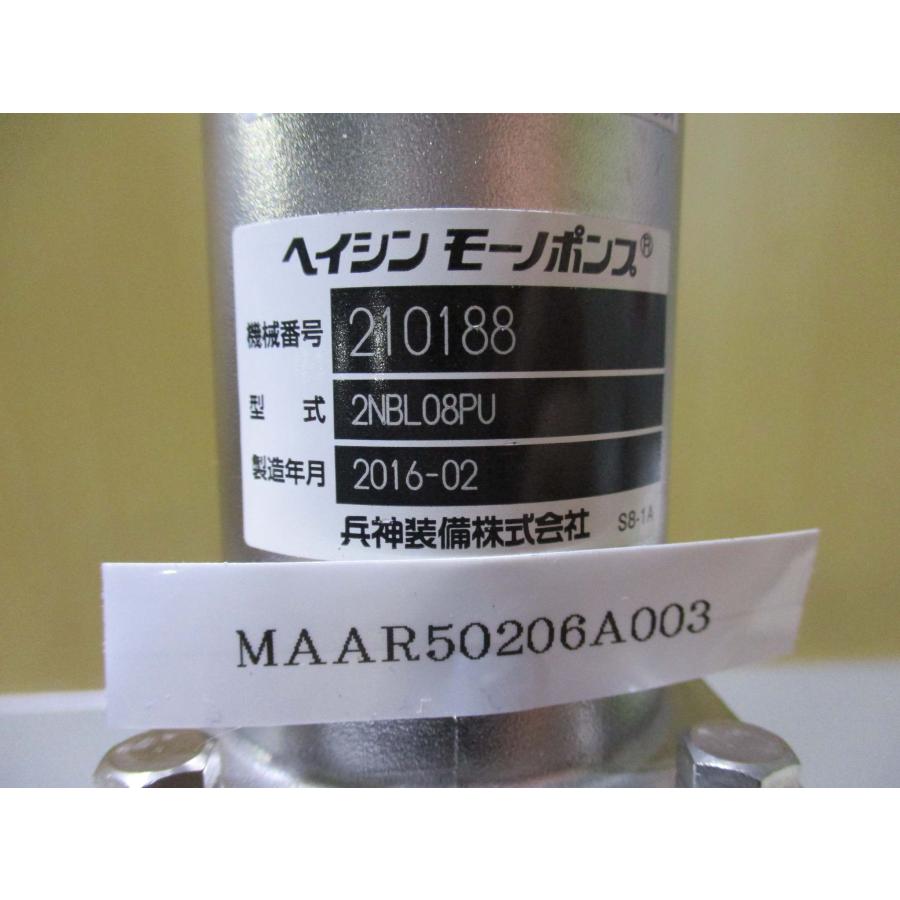 ヘイシン モーノポンプ®
機械番号 210188
型 式 2NBL08PU
製造年月 2016-02
兵神装備株式会社 S8-1A
MAAR50206A003